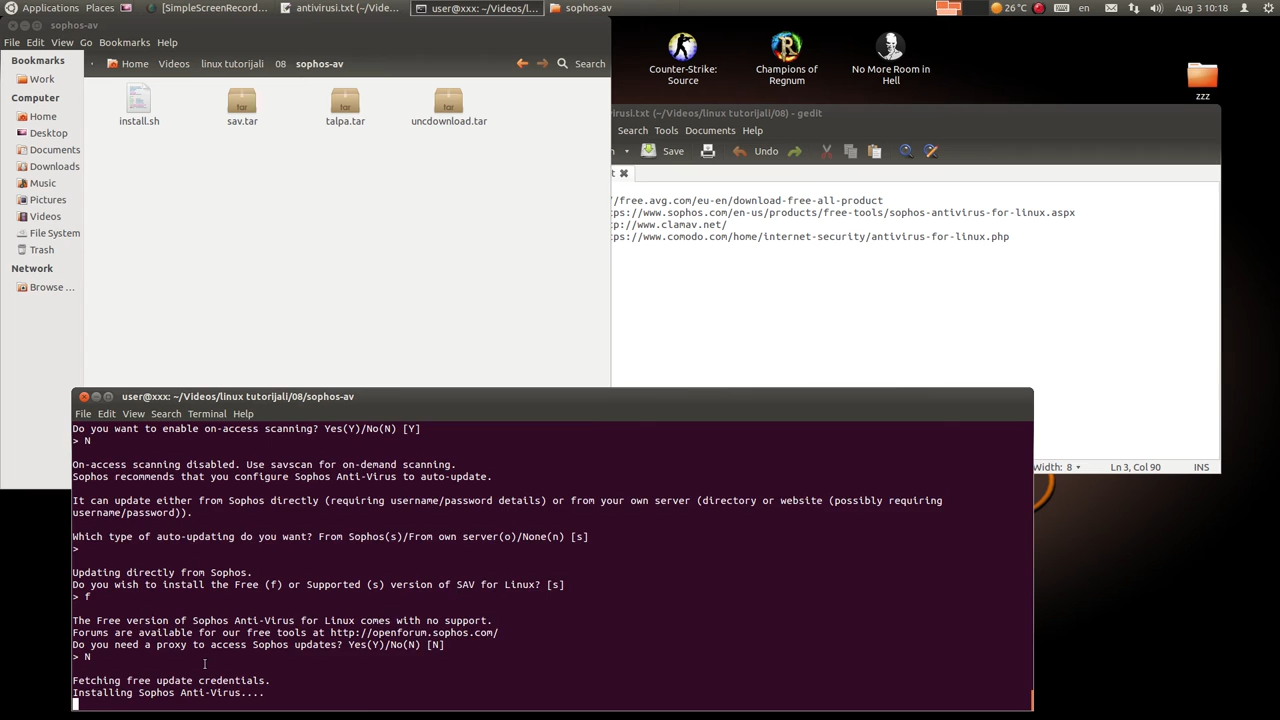 Applications Places [SimpleScreenRecord... antivirusi.txt (~/Vide... user@xxx: ~/Videos/l... sophos-av 26 °C en Aug 3 10:18
sophos-av
File Edit View Go Bookmarks Help
Bookmarks
Work
Computer
Home
Desktop
Documents
Downloads
Music
Pictures
Videos
File System
Trash
Network
Browse ...
Home Videos linux tutorijali 08 sophos-av Search
install.sh
tar
sav.tar
tar
talpa.tar
tar
uncdownload.tar
Counter-Strike:
Source
Champions of
Regnum
No More Room in
Hell
zzz
irusi.txt (~/Videos/linux tutorijali/08) - gedit
Search Tools Documents Help
Save Undo
t
/free.avg.com/eu-en/download-free-all-product
ps://www.sophos.com/en-us/products/free-tools/sophos-antivirus-for-linux.aspx
p://www.clamav.net/
ps://www.comodo.com/home/internet-security/antivirus-for-linux.php
Width: 8 Ln 3, Col 90 INS
user@xxx: ~/Videos/linux tutorijali/08/sophos-av
File Edit View Search Terminal Help
Do you want to enable on-access scanning? Yes(Y)/No(N) [Y]
> N
On-access scanning disabled. Use savscan for on-demand scanning.
Sophos recommends that you configure Sophos Anti-Virus to auto-update.
It can update either from Sophos directly (requiring username/password details) or from your own server (directory or website (possibly requiring
username/password)).
Which type of auto-updating do you want? From Sophos(s)/From own server(o)/None(n) [s]
>
Updating directly from Sophos.
Do you wish to install the Free (f) or Supported (s) version of SAV for Linux? [s]
> f
The Free version of Sophos Anti-Virus for Linux comes with no support.
Forums are available for our free tools at http://openforum.sophos.com/
Do you need a proxy to access Sophos updates? Yes(Y)/No(N) [N]
> N
Fetching free update credentials.
Installing Sophos Anti-Virus....